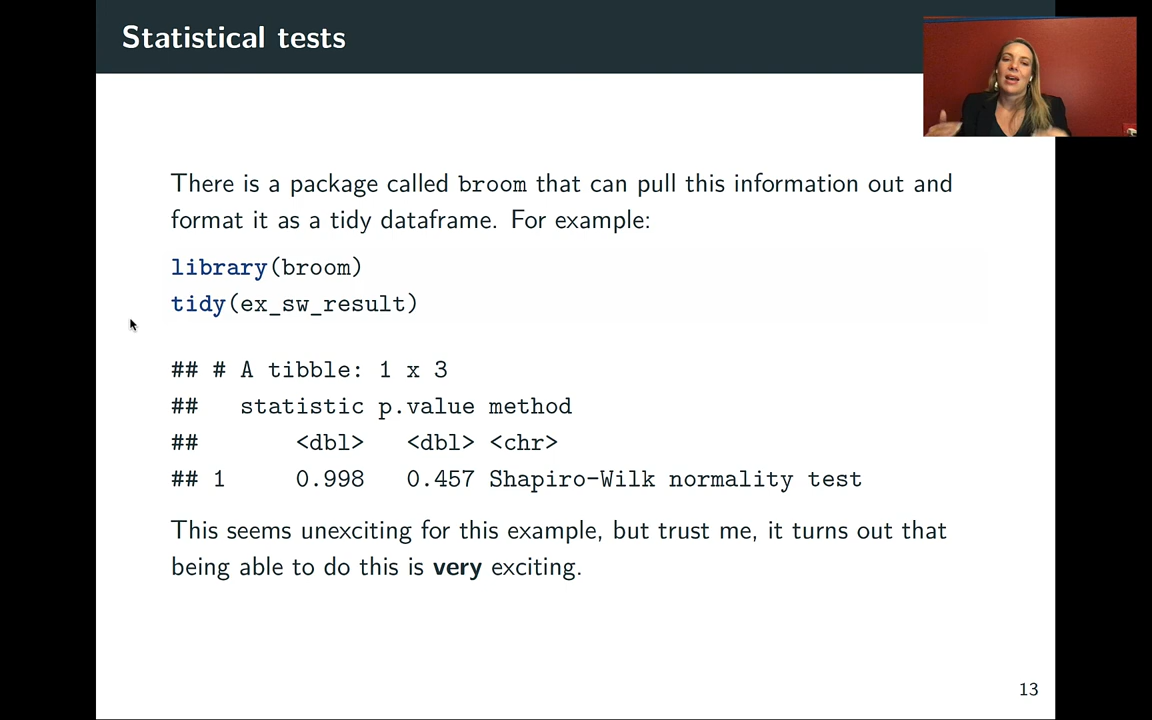 Statistical tests
There is a package called broom that can pull this information out and
format it as a tidy dataframe. For example:
library(broom)
tidy(ex_sw_result)
## # A tibble: 1 x 3
##   statistic p.value method
##       <dbl>   <dbl> <chr>
## 1     0.998   0.457 Shapiro-Wilk normality test
This seems unexciting for this example, but trust me, it turns out that
being able to do this is very exciting.
13